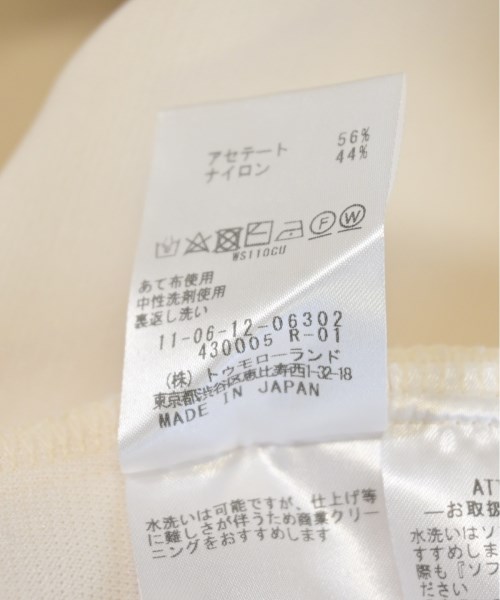 アセテート 56%
ナイロン 44%
F W
WS110CU
あて布使用
中性洗剤使用
裏返し洗い
11-06-12-06302
430005 R-01
(株) トゥモローランド
東京都渋谷区恵比寿西1-32-18
MADE IN JAPAN
水洗いは可能ですが、仕上げ等
に難しさが伴うため商業クリー
ニングをおすすめします
ATT
―お取扱
水洗いはソ
すすめしま
際も『ソフ
ださい